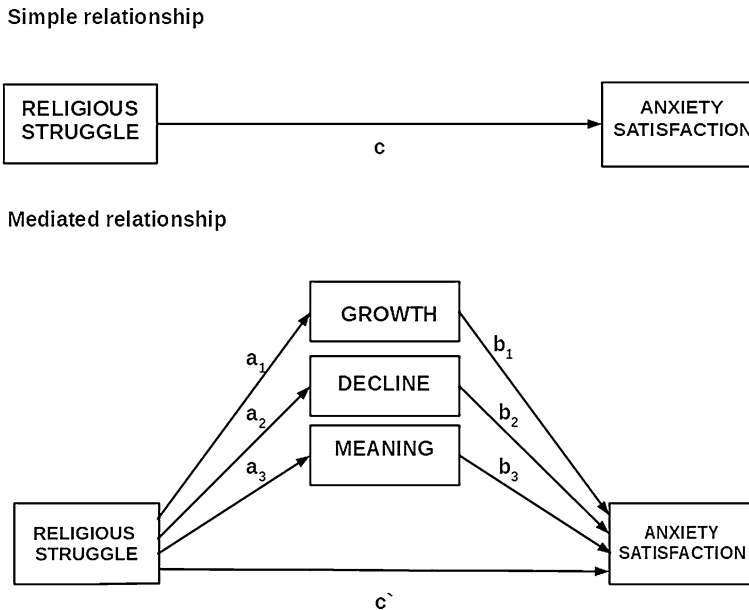 Simple relationship
RELIGIOUS
STRUGGLE
ANXIETY
SATISFACTION
c
Mediated relationship
GROWTH
a₁
b₁
DECLINE
a₂
b₂
MEANING
a₃
b₃
RELIGIOUS
STRUGGLE
ANXIETY
SATISFACTION
c`